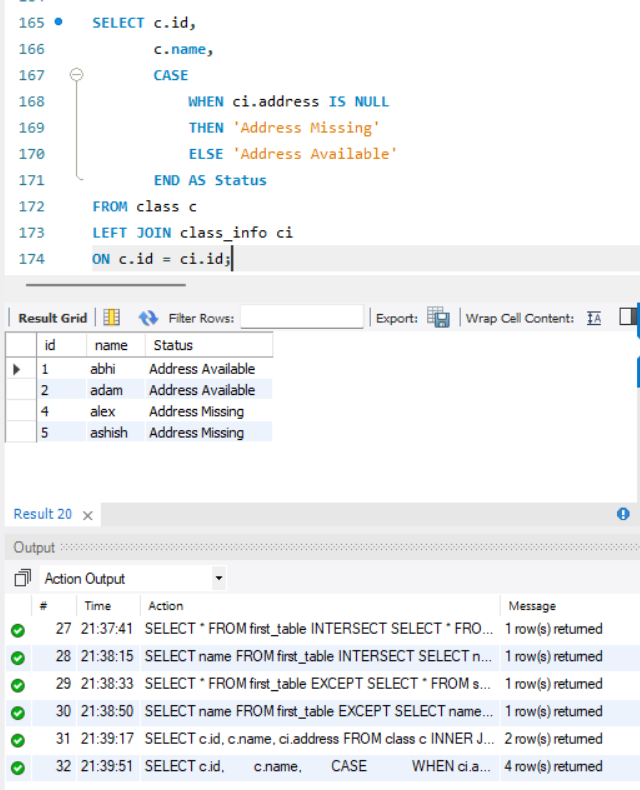 165 SELECT c.id,
166 c.name,
167 CASE
168 WHEN ci.address IS NULL
169 THEN 'Address Missing'
170 ELSE 'Address Available'
171 END AS Status
172 FROM class c
173 LEFT JOIN class_info ci
174 ON c.id = ci.id;
Result Grid Filter Rows: Export: Wrap Cell Content: IA
id name Status
1 abhi Address Available
2 adam Address Available
4 alex Address Missing
5 ashish Address Missing
Result 20
Output
Action Output
# Time Action Message
27 21:37:41 SELECT * FROM first_table INTERSECT SELECT * FRO... 1 row(s) returned
28 21:38:15 SELECT name FROM first_table INTERSECT SELECT n... 1 row(s) returned
29 21:38:33 SELECT * FROM first_table EXCEPT SELECT * FROM s... 1 row(s) returned
30 21:38:50 SELECT name FROM first_table EXCEPT SELECT name... 1 row(s) returned
31 21:39:17 SELECT c.id, c.name, ci.address FROM class c INNER J... 2 row(s) returned
32 21:39:51 SELECT c.id, c.name, CASE WHEN ci.a... 4 row(s) returned